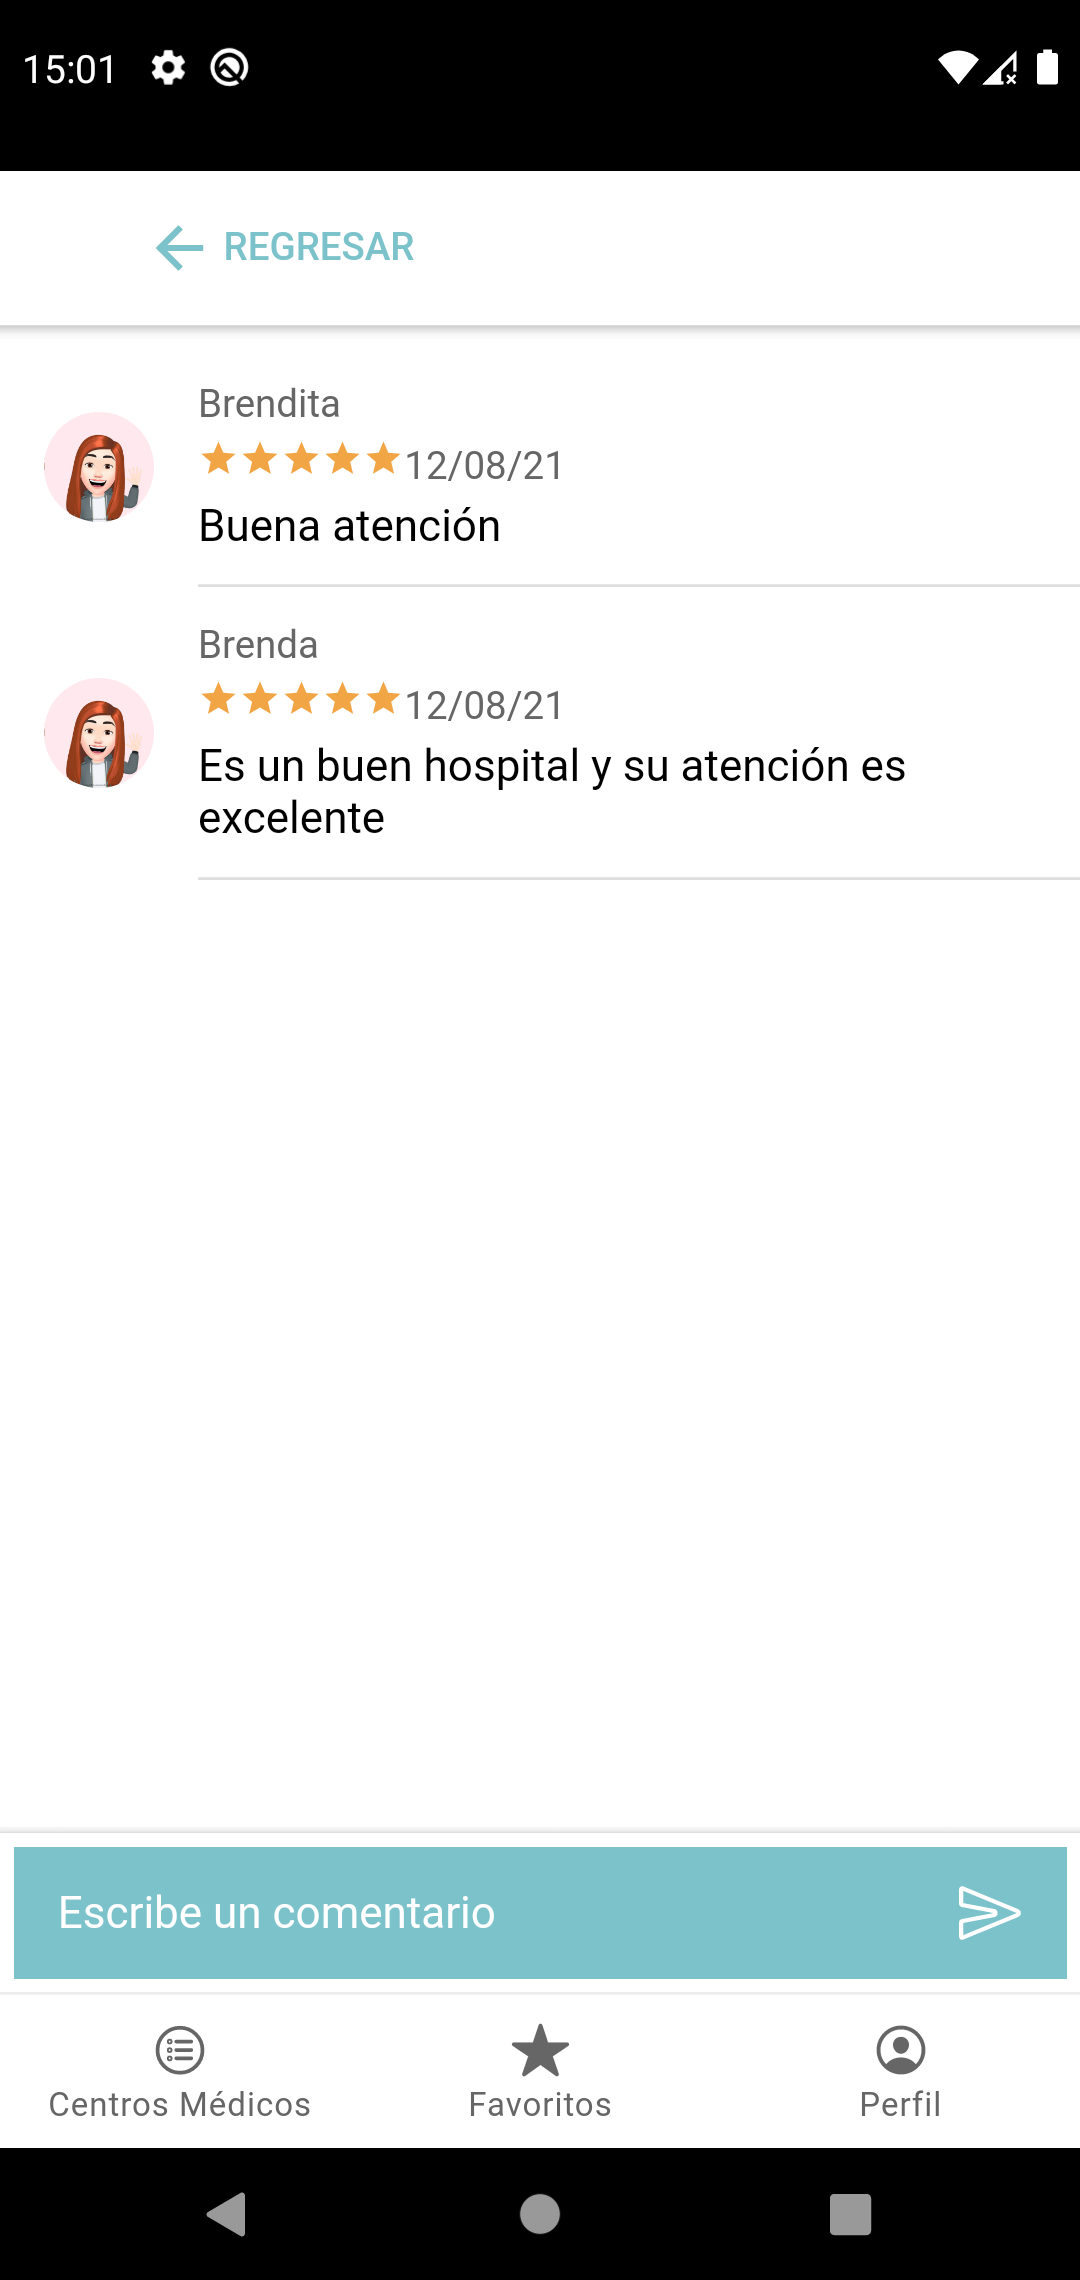 15:01
REGRESAR
Brendita
12/08/21
Buena atención
Brenda
12/08/21
Es un buen hospital y su atención es
excelente
Escribe un comentario
Centros Médicos
Favoritos
Perfil